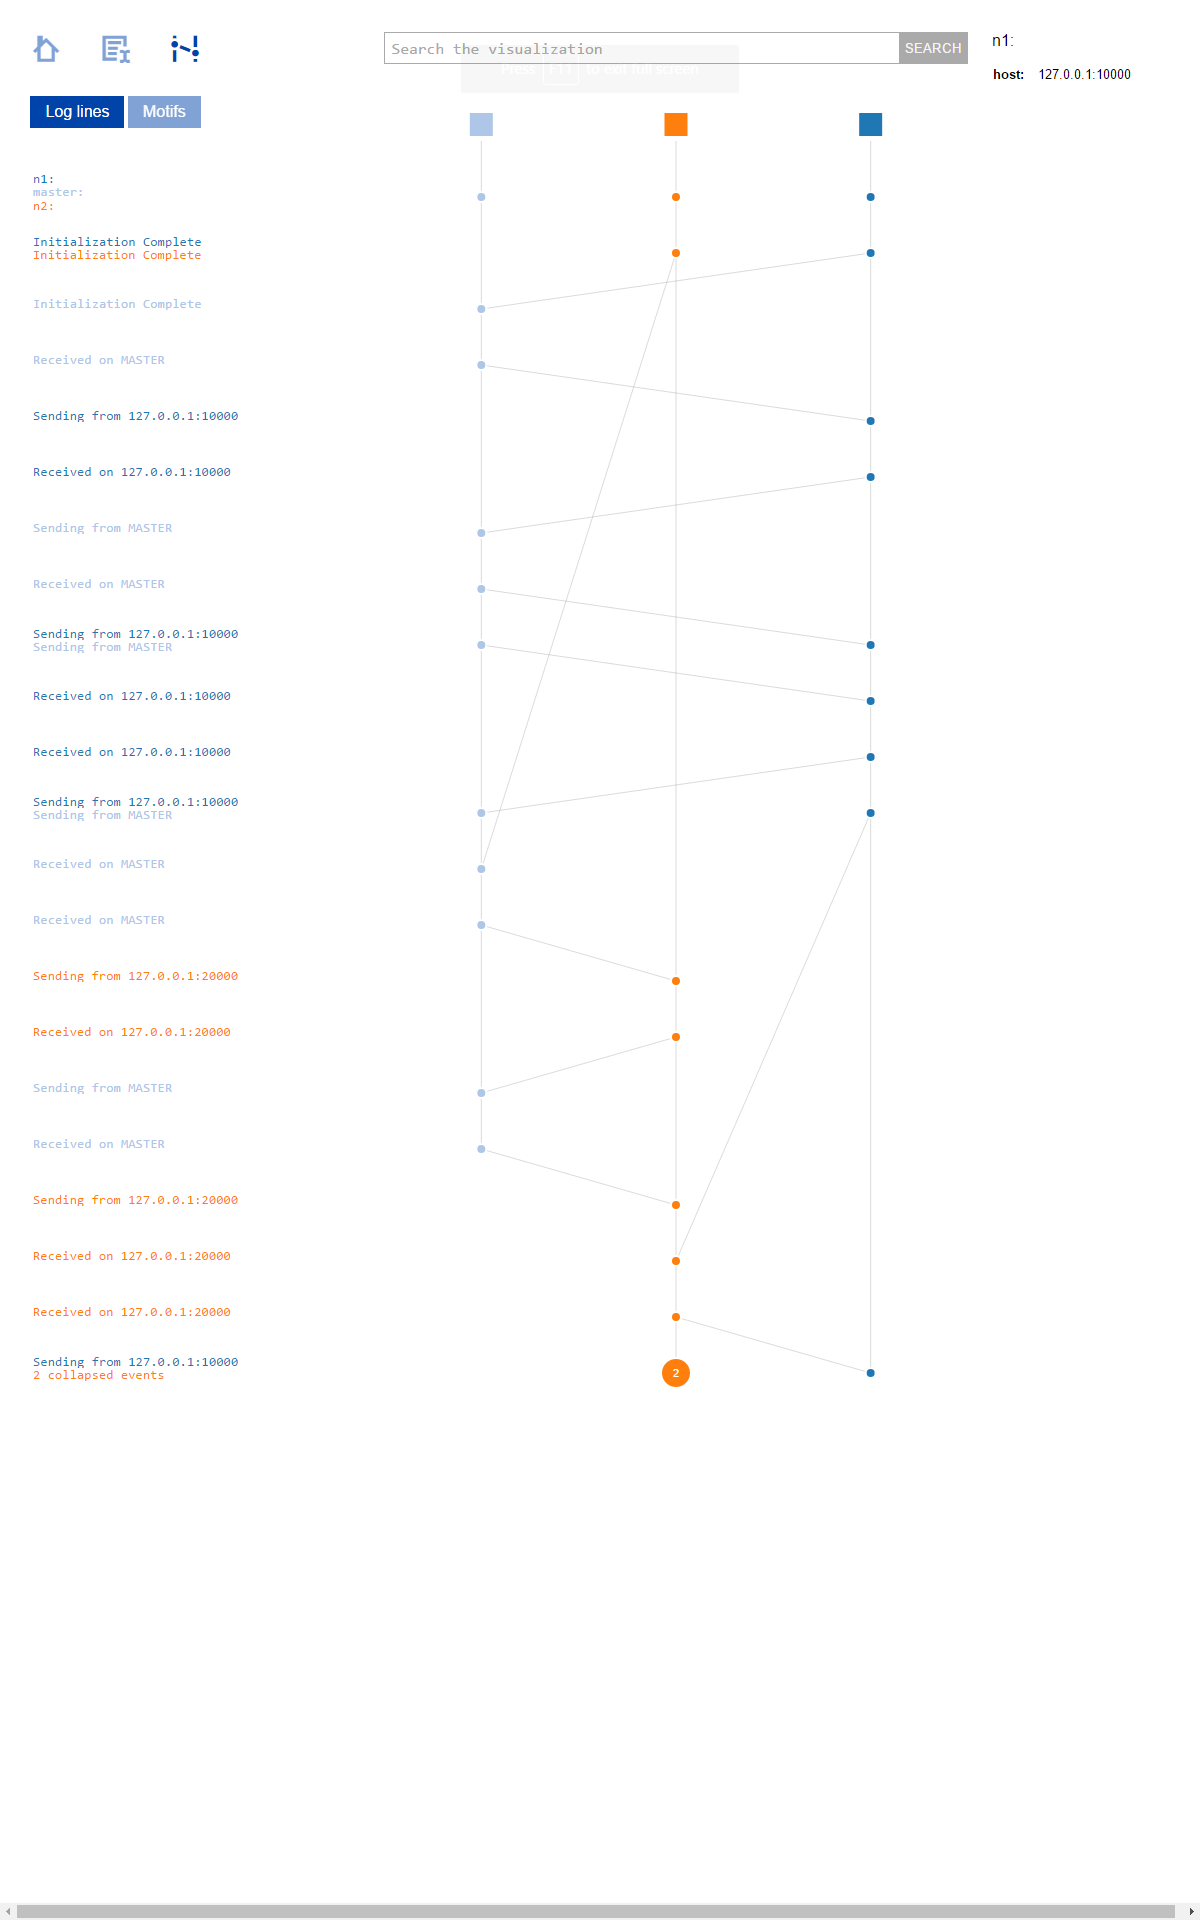 Search the visualization
SEARCH
Press F11 to exit full screen
n1:
host: 127.0.0.1:10000
Log lines
Motifs
n1:
master:
n2:
Initialization Complete
Initialization Complete
Initialization Complete
Received on MASTER
Sending from 127.0.0.1:10000
Received on 127.0.0.1:10000
Sending from MASTER
Received on MASTER
Sending from 127.0.0.1:10000
Sending from MASTER
Received on 127.0.0.1:10000
Received on 127.0.0.1:10000
Sending from 127.0.0.1:10000
Sending from MASTER
Received on MASTER
Received on MASTER
Sending from 127.0.0.1:20000
Received on 127.0.0.1:20000
Sending from MASTER
Received on MASTER
Sending from 127.0.0.1:20000
Received on 127.0.0.1:20000
Received on 127.0.0.1:20000
Sending from 127.0.0.1:10000
2 collapsed events
2